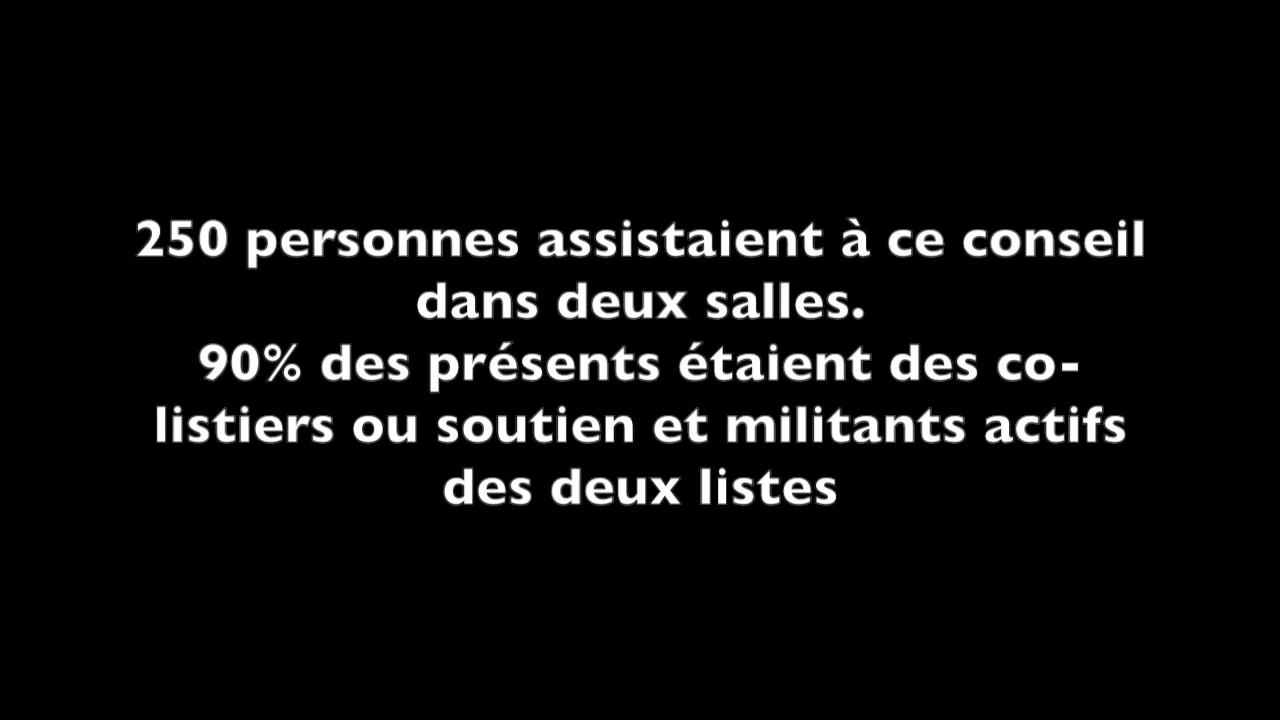 250 personnes assistaient à ce conseil
dans deux salles.
90% des présents étaient des co-
listiers ou soutien et militants actifs
des deux listes